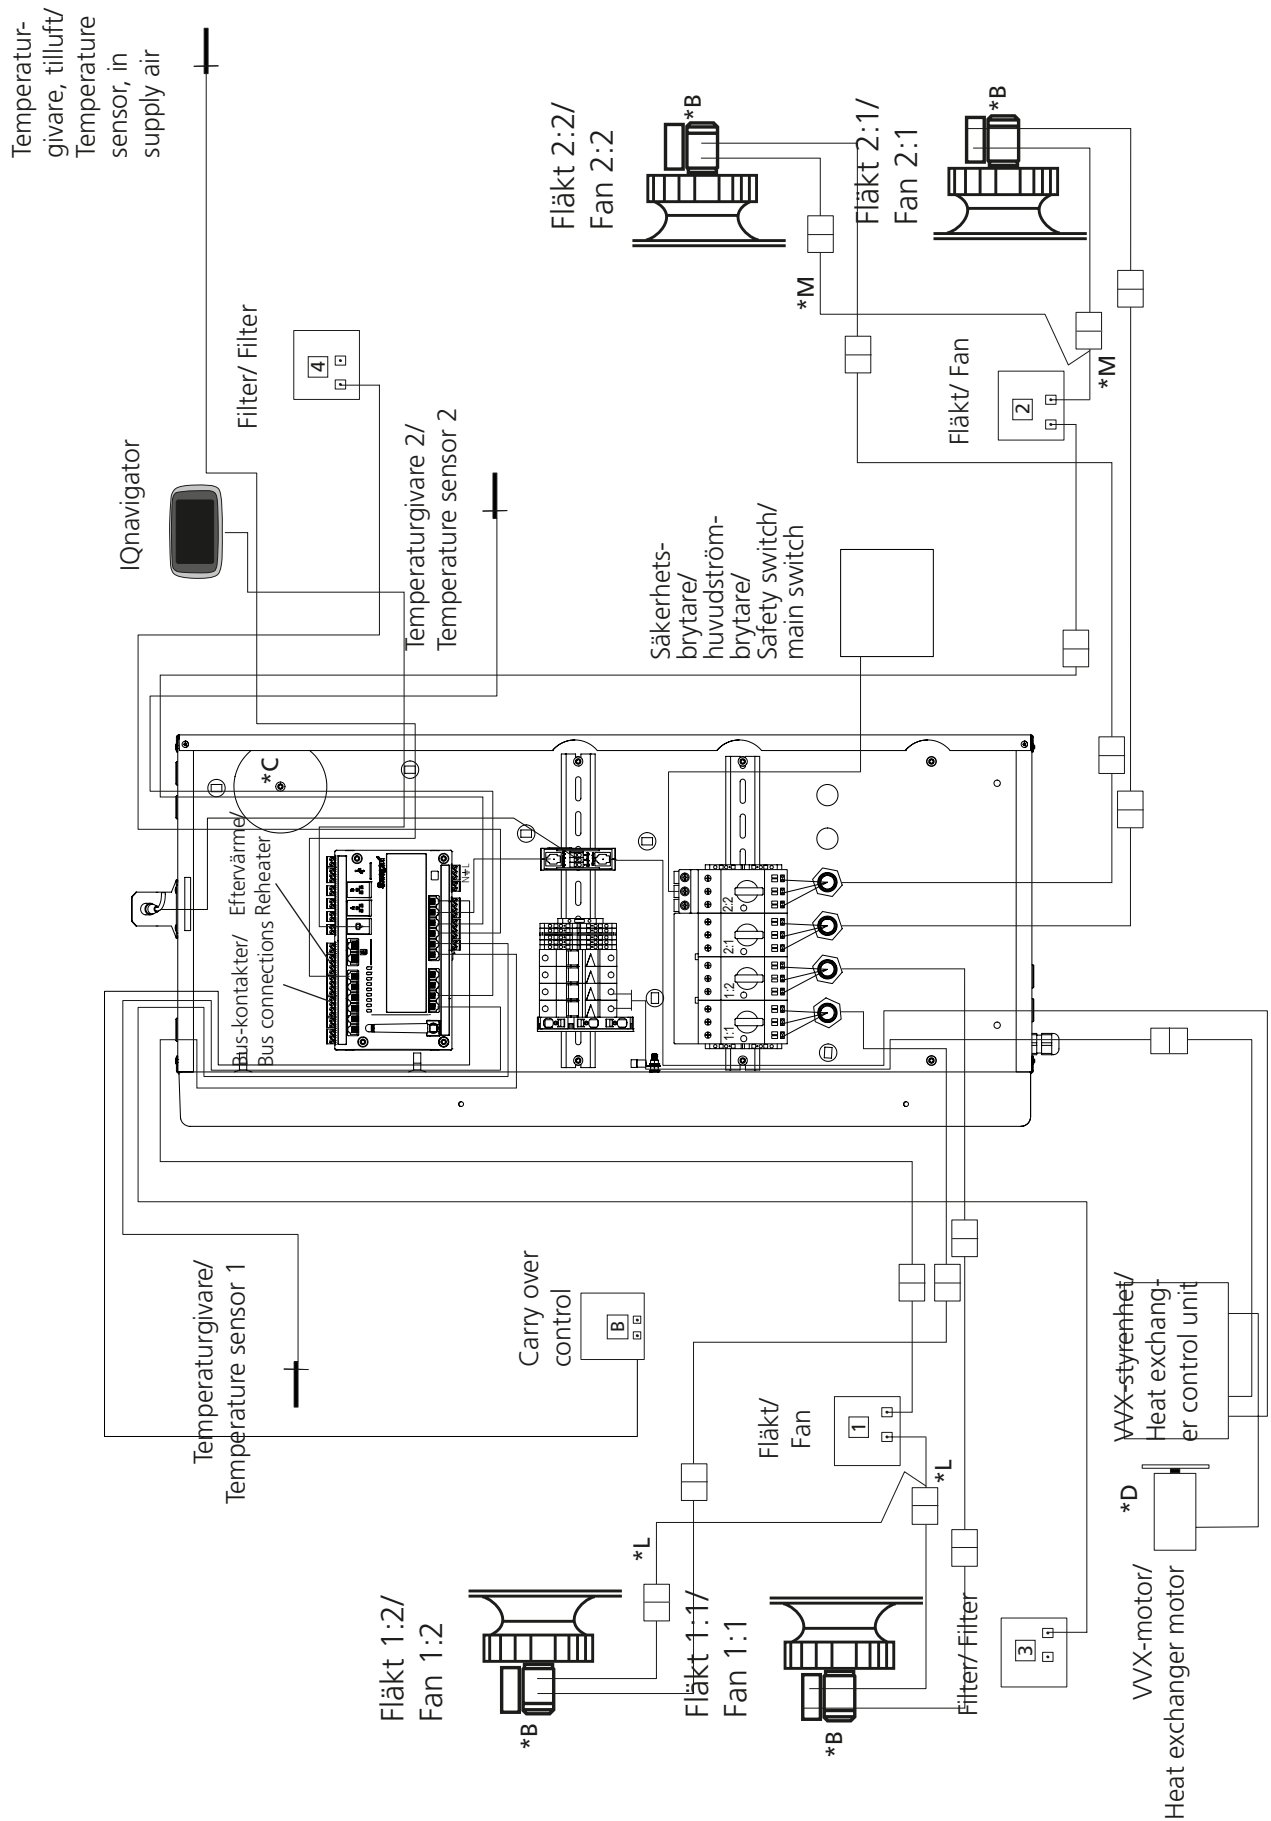 Temperatur-
givare, tilluft/
Temperature
sensor, in
supply air
IQnavigator
Filter/ Filter
4
Temperaturgivare 2/
Temperature sensor 2
Fläkt 2:2/
Fan 2:2
*B
*M
Fläkt 2:1/
Fan 2:1
*B
*M
Fläkt/ Fan
2
Säkerhets-
brytare/
huvudström-
brytare/
Safety switch/
main switch
*C
Bus-kontakter/ Eftervärme/
Bus connections Reheater
N
L
2:2
2:1
1:2
1:1
Temperaturgivare/
Temperature sensor 1
Carry over
control
B
Fläkt/
Fan
1
*L
*L
Fläkt 1:2/
Fan 1:2
*B
Fläkt 1:1/
Fan 1:1
*B
Filter/ Filter
3
VVX-styrenhet/
Heat exchang-
er control unit
*D
VVX-motor/
Heat exchanger motor